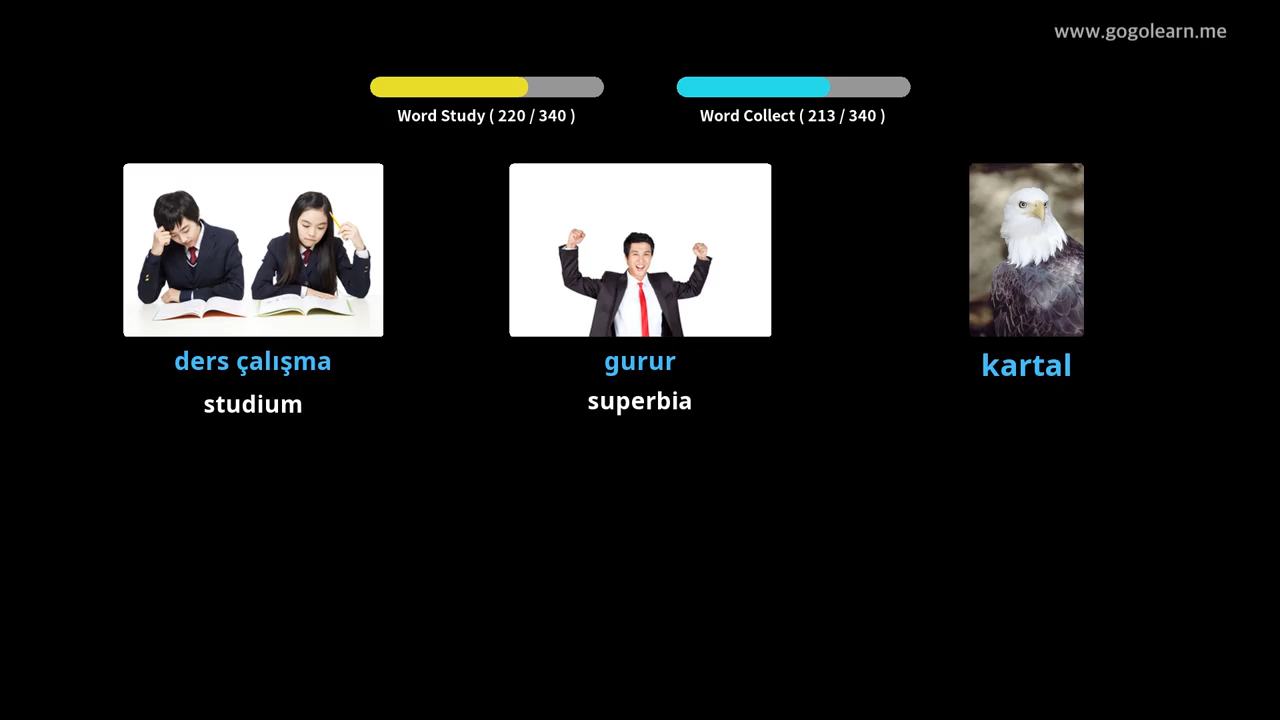 www.gogolearn.me
Word Study ( 220 / 340 )
Word Collect ( 213 / 340 )
ders çalışma
studium
gurur
superbia
kartal